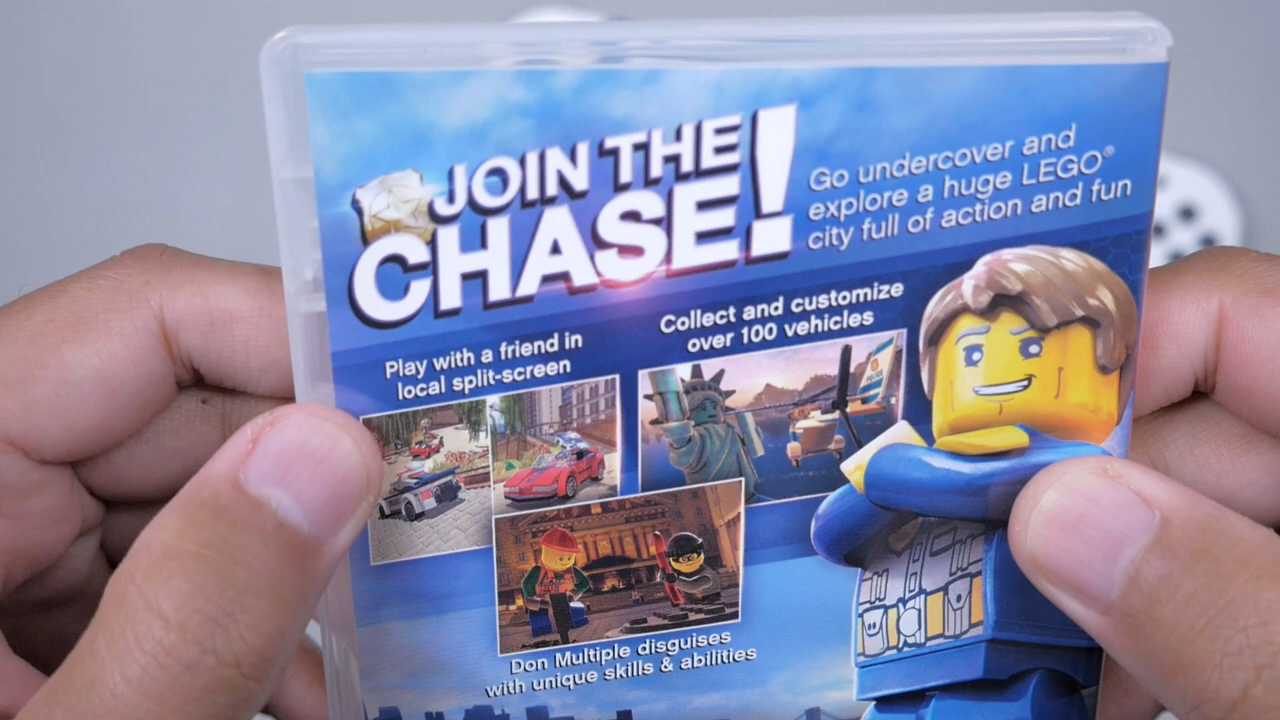 JOIN THE
CHASE!
Go undercover and
explore a huge LEGO®
city full of action and fun
Play with a friend in
local split-screen
Collect and customize
over 100 vehicles
Don Multiple disguises
with unique skills & abilities